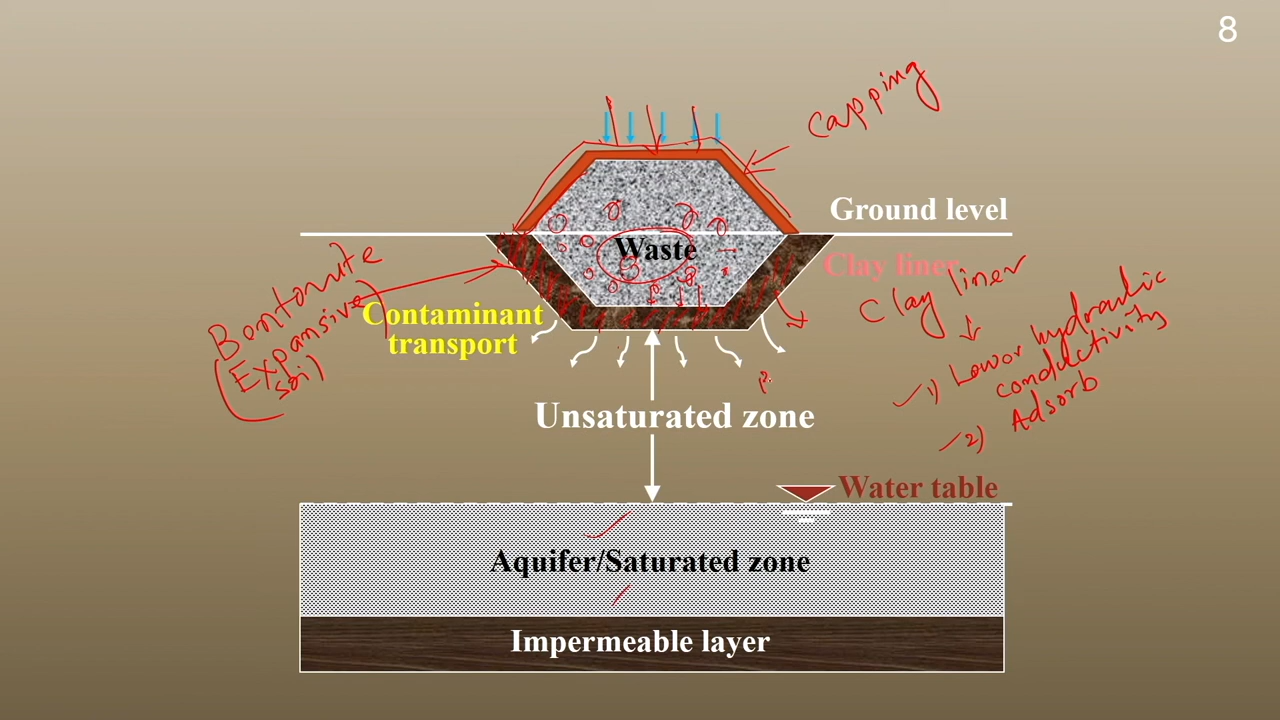 8
Capping
Ground level
Waste
Clay liner
Clay liner
Bentonite
(Expansive
soil)
Contaminant
transport
1) Lower hydraulic
conductivity
2) Adsorb
Unsaturated zone
Water table
Aquifer/Saturated zone
Impermeable layer